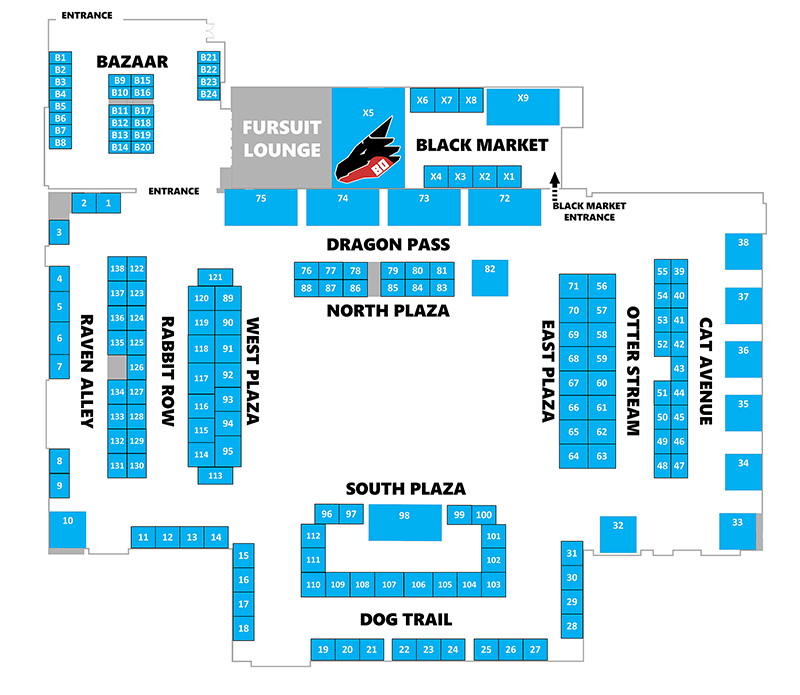 ENTRANCE
BAZAAR
B1
B2
B3
B4
B5
B6
B7
B8
B9 B15
B10 B16
B11 B17
B12 B18
B13 B19
B14 B20
B21
B22
B23
B24
FURSUIT
LOUNGE
X5
BD
X6 X7 X8
X9
BLACK MARKET
X4 X3 X2 X1
ENTRANCE
BLACK MARKET
ENTRANCE
75 74 73 72
2 1
3
4
5
6
7
8
9
10
RAVEN ALLEY
138 122
137 123
136 124
135 125
126
134 127
133 128
132 129
131 130
RABBIT ROW
121
120 89
119 90
118 91
117 92
116 93
115 94
114 95
113
WEST PLAZA
DRAGON PASS
76 77 78 79 80 81
88 87 86 85 84 83
82
NORTH PLAZA
EAST PLAZA
71 56
70 57
69 58
68 59
67 60
66 61
65 62
64 63
OTTER STREAM
55 39
54 40
53 41
52 42
43
51 44
50 45
49 46
48 47
CAT AVENUE
38
37
36
35
34
33
32
SOUTH PLAZA
96 97 98 99 100
112 101
111 102
110 109 108 107 106 105 104 103
DOG TRAIL
11 12 13 14
15
16
17
18
19 20 21 22 23 24 25 26 27
31
30
29
28